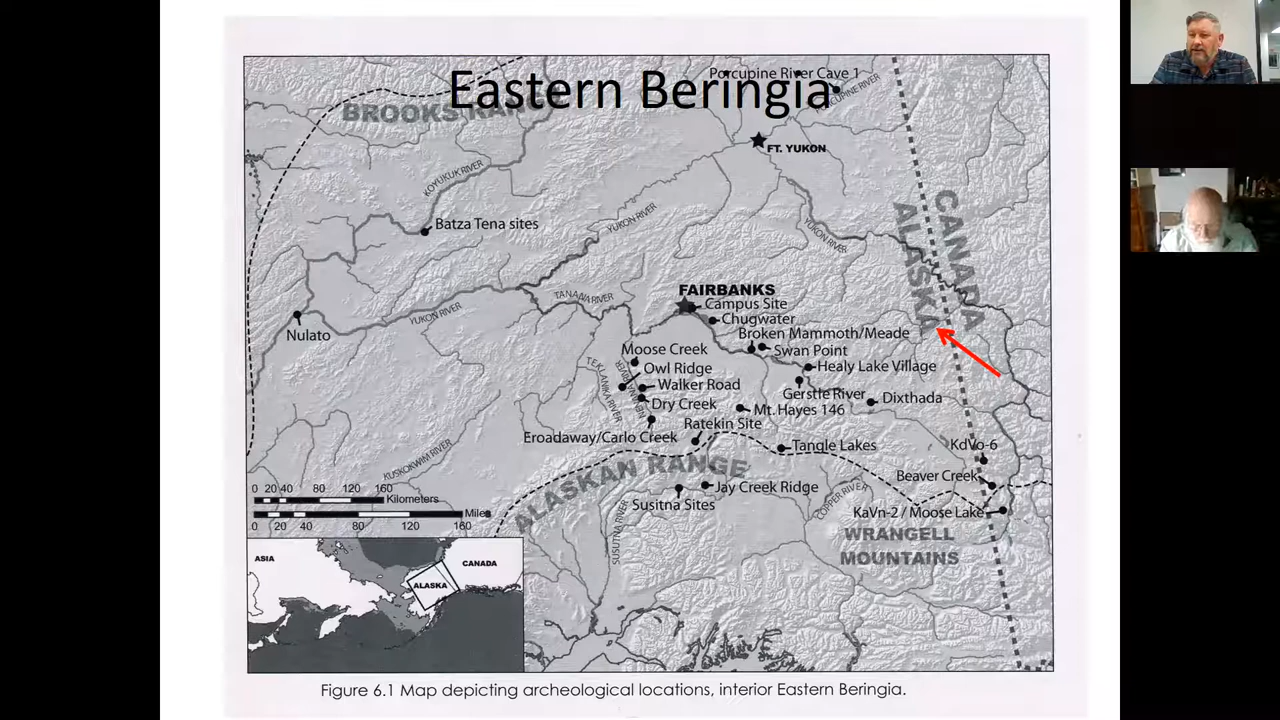 Eastern Beringia
Porcupine River Cave 1
PORCUPINE RIVER
BROOKS RANGE
FT. YUKON
KOYUKUK RIVER
CANADA
ALASKA
Batza Tena sites
YUKON RIVER
YUKON RIVER
FAIRBANKS
TANANA RIVER
Campus Site
YUKON RIVER
Chugwater
Nulato
Broken Mammoth/Meade
Moose Creek
Swan Point
Owl Ridge
Healy Lake Village
TEKLANIKA RIVER
NENANA RIVER
Walker Road
Gerstle River
Dry Creek
Dixthada
Mt. Hayes 146
Ratekin Site
Eroadaway/Carlo Creek
Tangle Lakes
KdVo-6
KUSKOKWIM RIVER
ALASKAN RANGE
Beaver Creek
Jay Creek Ridge
COPPER RIVER
0 20 40 80 120 160
Kilometers
Susitna Sites
KaVn-2 / Moose Lake
0 40 80 120 160
Miles
SUSUTNA RIVER
WRANGELL
MOUNTAINS
ASIA
CANADA
ALASKA
Figure 6.1 Map depicting archeological locations, interior Eastern Beringia.